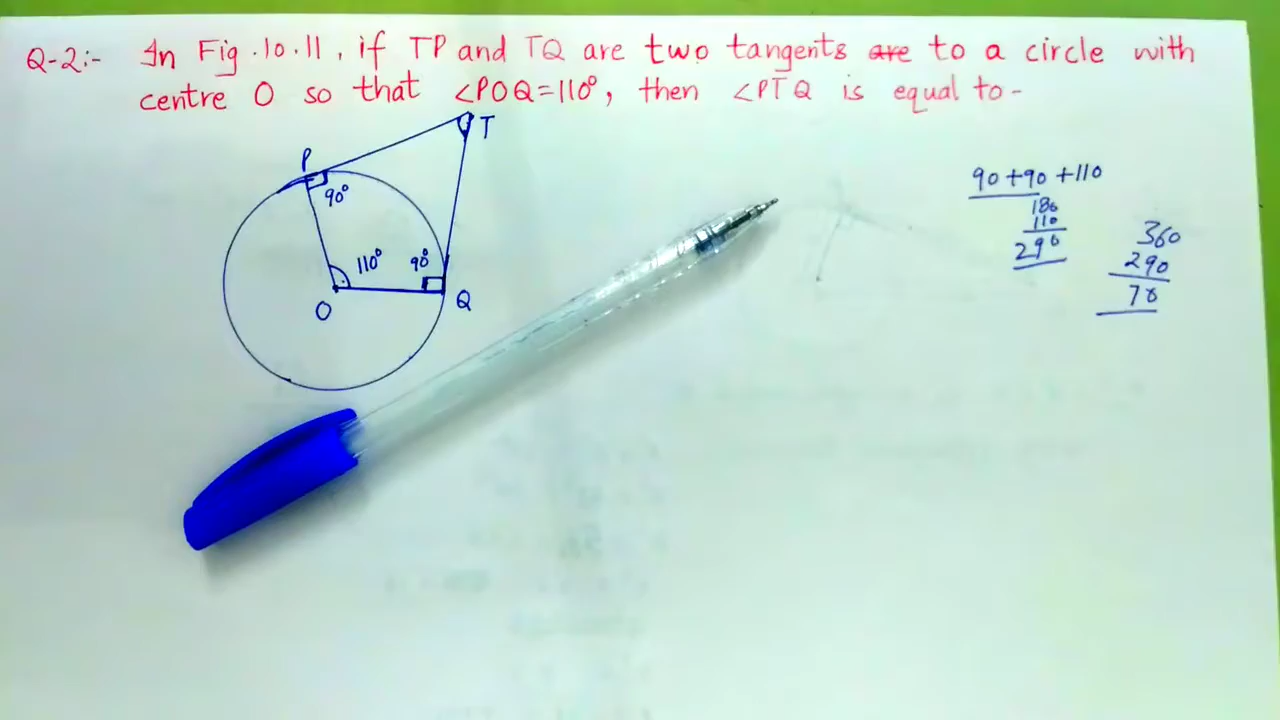 Q-2:- In Fig.10.11, if TP and TQ are two tangents are to a circle with
centre O so that ∠POQ=110°, then ∠PTQ is equal to-
T
P
90°
110°
90°
O
Q
90+90+110
180
110
290
360
290
70